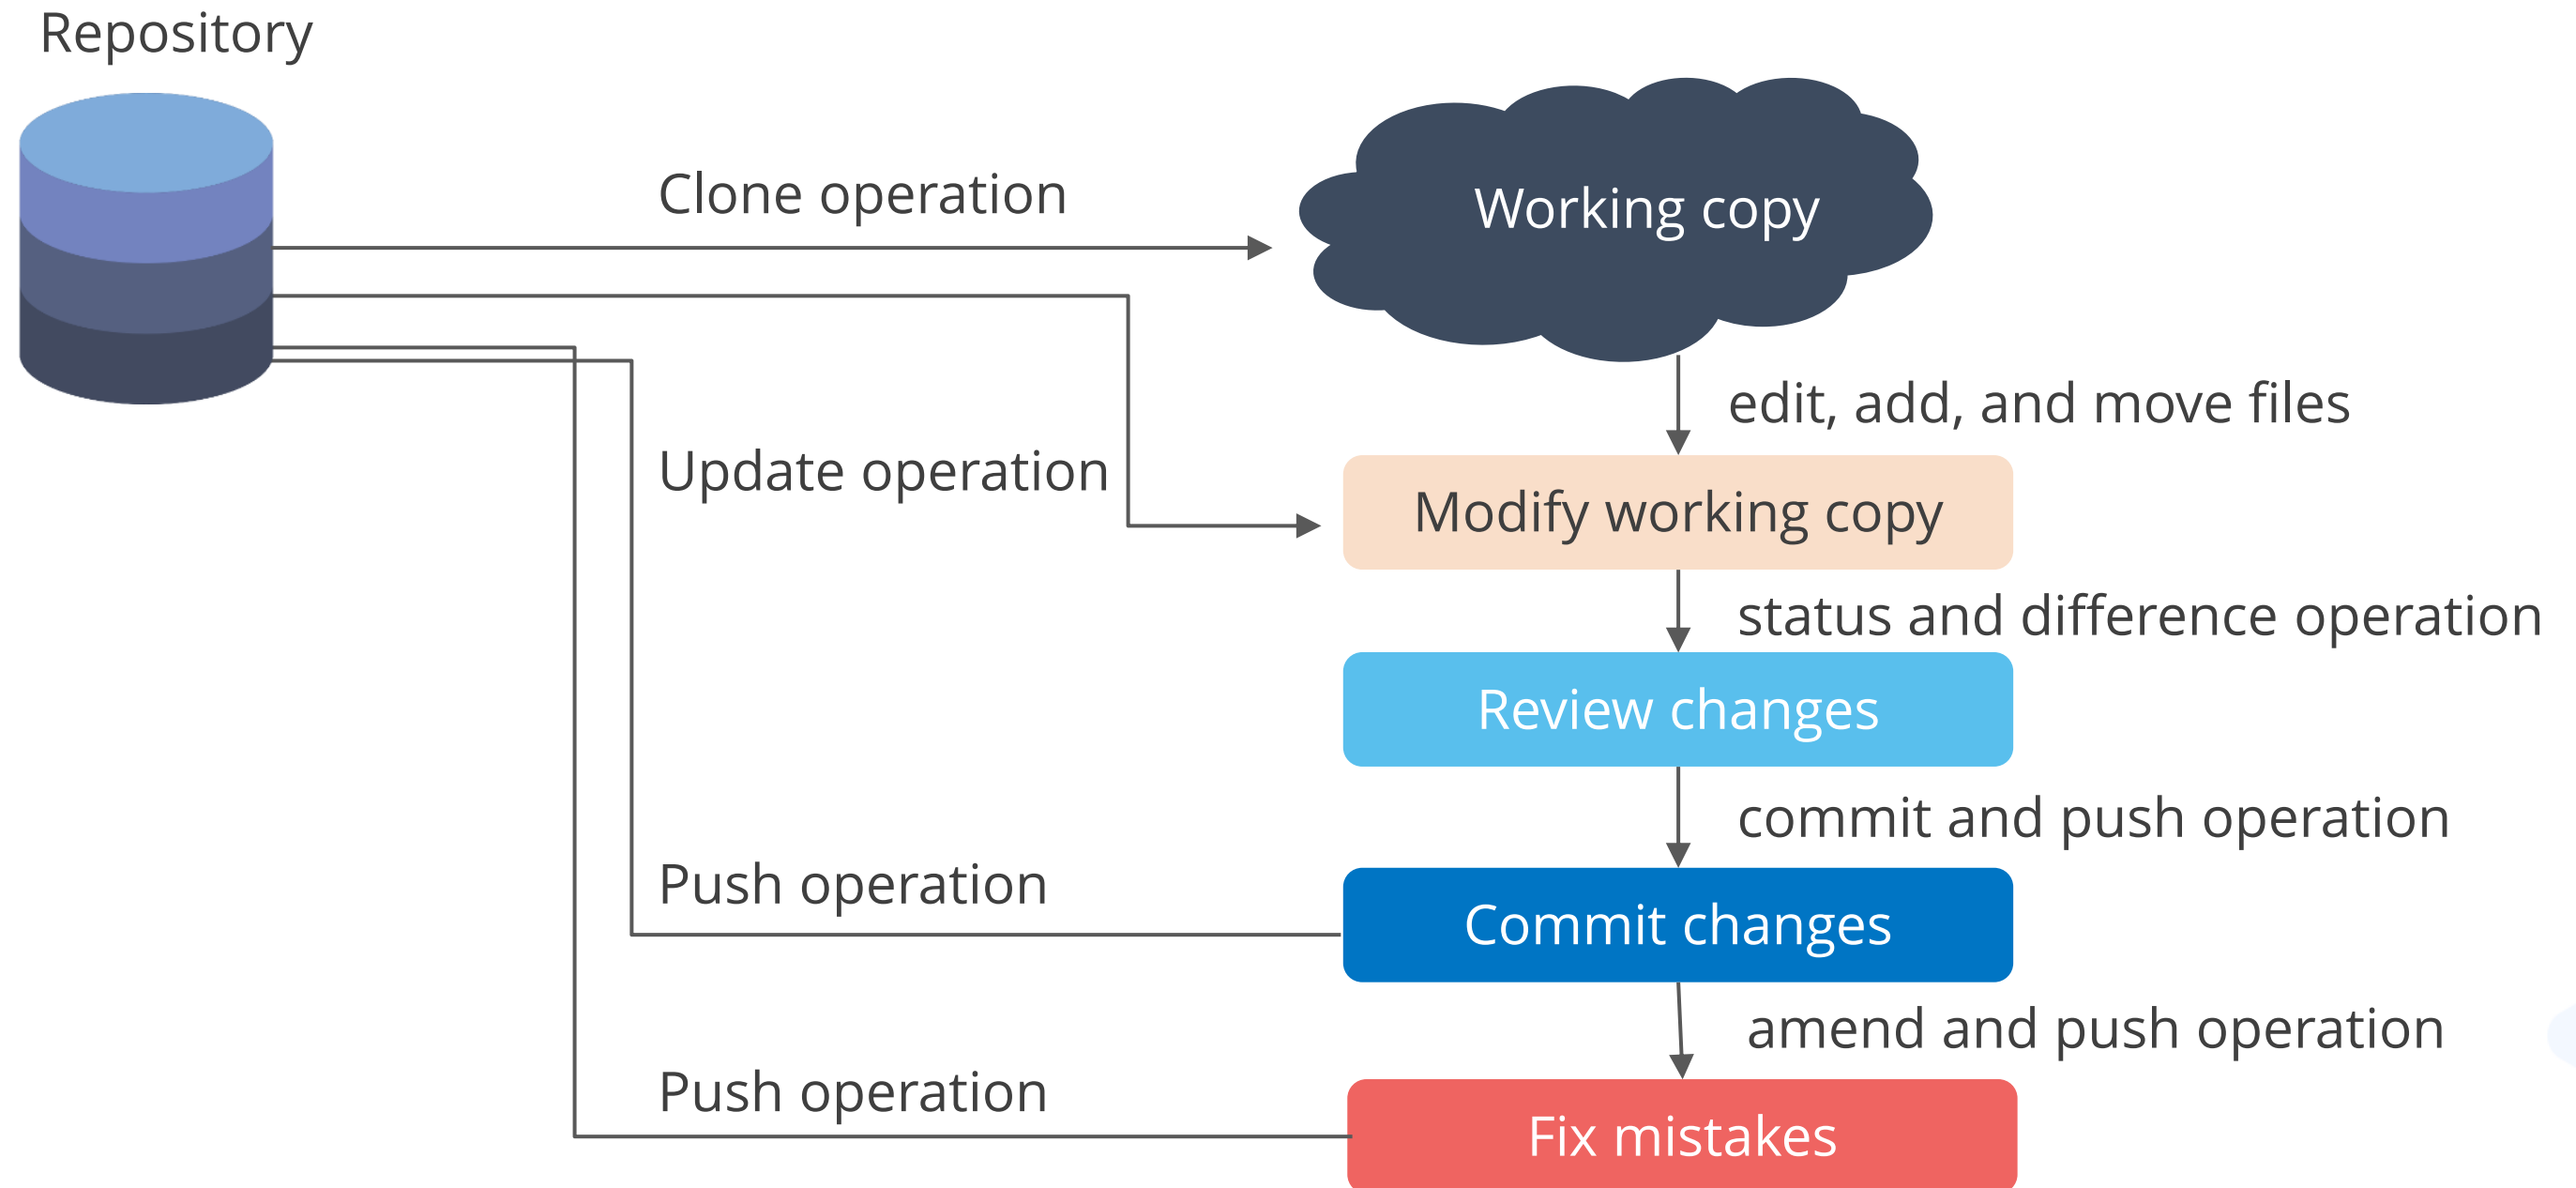 Repository
Clone operation
Working copy
edit, add, and move files
Update operation
Modify working copy
status and difference operation
Review changes
commit and push operation
Push operation
Commit changes
amend and push operation
Push operation
Fix mistakes